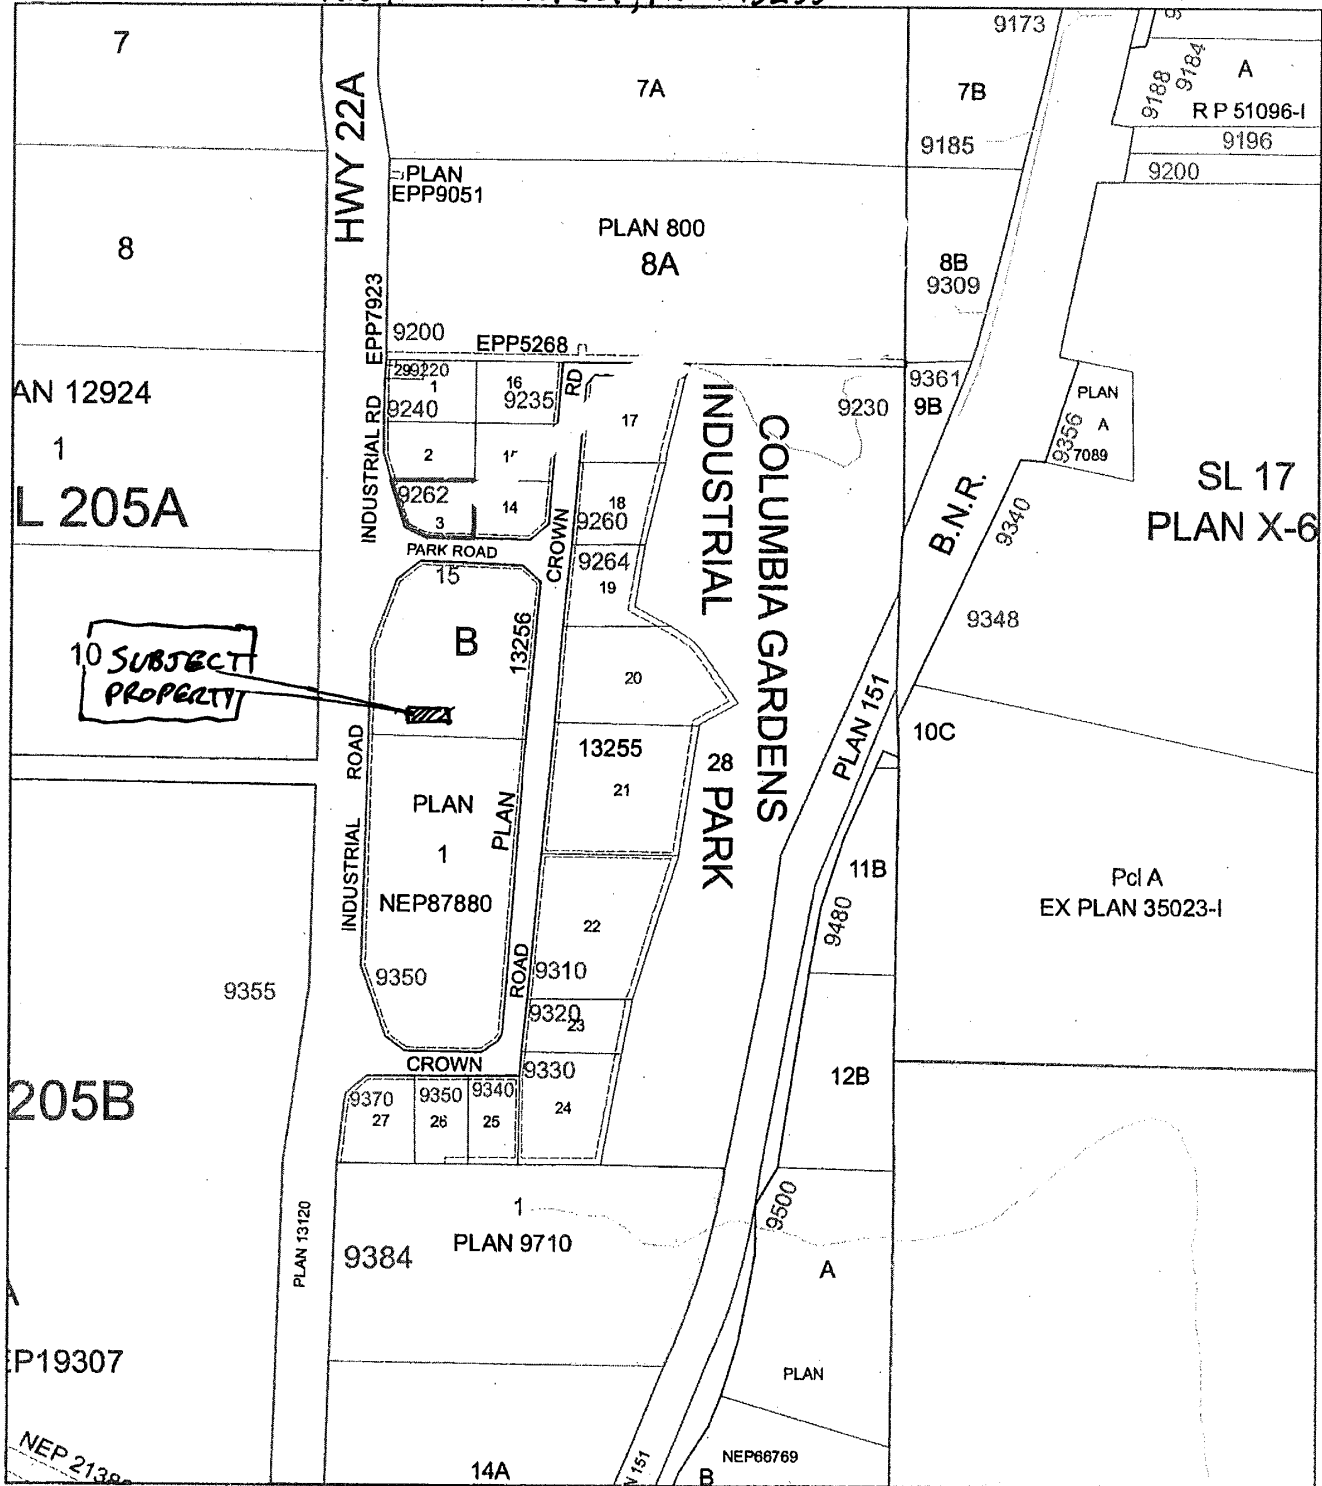 7
HWY 22A
7A
9173
7B
9185
9188
9184
A
R P 51096-I
9196
9200
PLAN
EPP9051
8
PLAN 800
8A
8B
9309
EPP7923
9200
EPP5268
AN 12924
1
L 205A
INDUSTRIAL RD
299220
1
9240
16
9235
RD
17
2
9262
3
14
18
9260
PARK ROAD
CROWN
9264
19
INDUSTRIAL
COLUMBIA GARDENS
9230
9361
9B
B.N.R.
PLAN
A
9356
7089
9340
SL 17
PLAN X-6
9348
15
B
13256
10 SUBJECT
PROPERTY
20
ROAD
13255
21
28
PARK
PLAN 151
10C
PLAN
1
NEP87880
PLAN
INDUSTRIAL
9350
ROAD
22
9310
9320
23
11B
9480
Pcl A
EX PLAN 35023-I
9355
CROWN
9330
24
12B
205B
9370
27
9350
26
9340
25
PLAN 13120
1
PLAN 9710
9384
9500
A
EP19307
PLAN
NEP 2138
14A
N 151
B
NEP66769